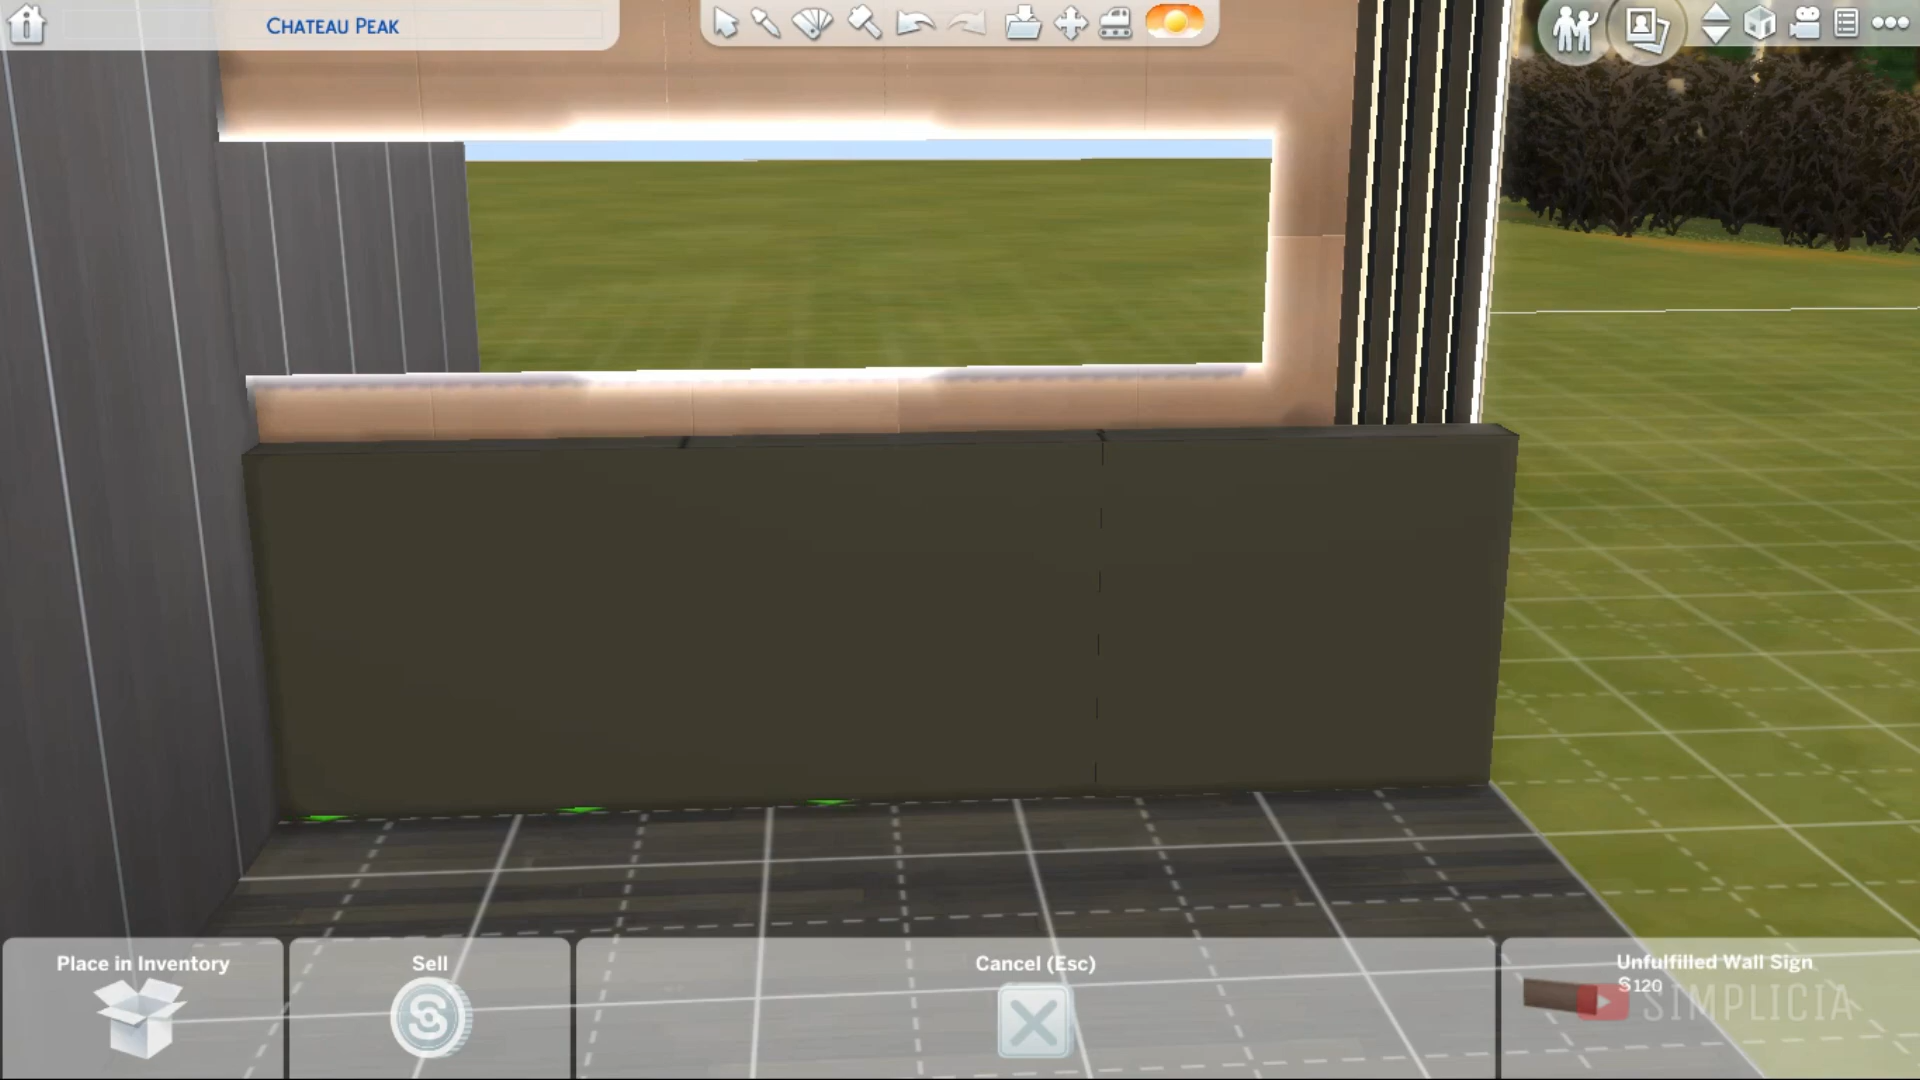 CHATEAU PEAK
Place in Inventory
Sell
Cancel (Esc)
Unfulfilled Wall Sign
§120
SIMPLICIA